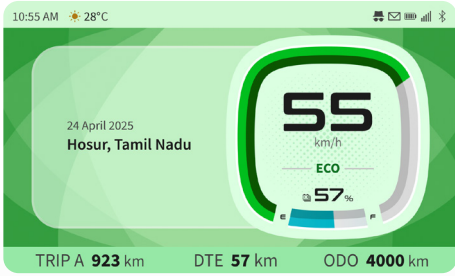 10:55 AM 28°C
24 April 2025
Hosur, Tamil Nadu
55
km/h
ECO
57%
E F
TRIP A 923 km DTE 57 km ODO 4000 km